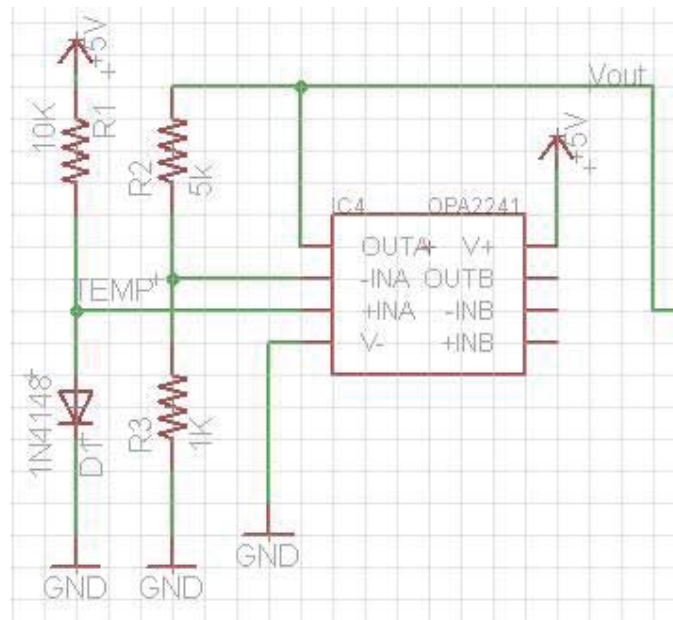 +5V
10K
R1
R2
5K
Vout
+5V
IC4
OPA2241
OUTA
V+
-INA
OUTB
+INA
-INB
V-
+INB
TEMP
1N4148
D1
R3
1K
GND
GND
GND